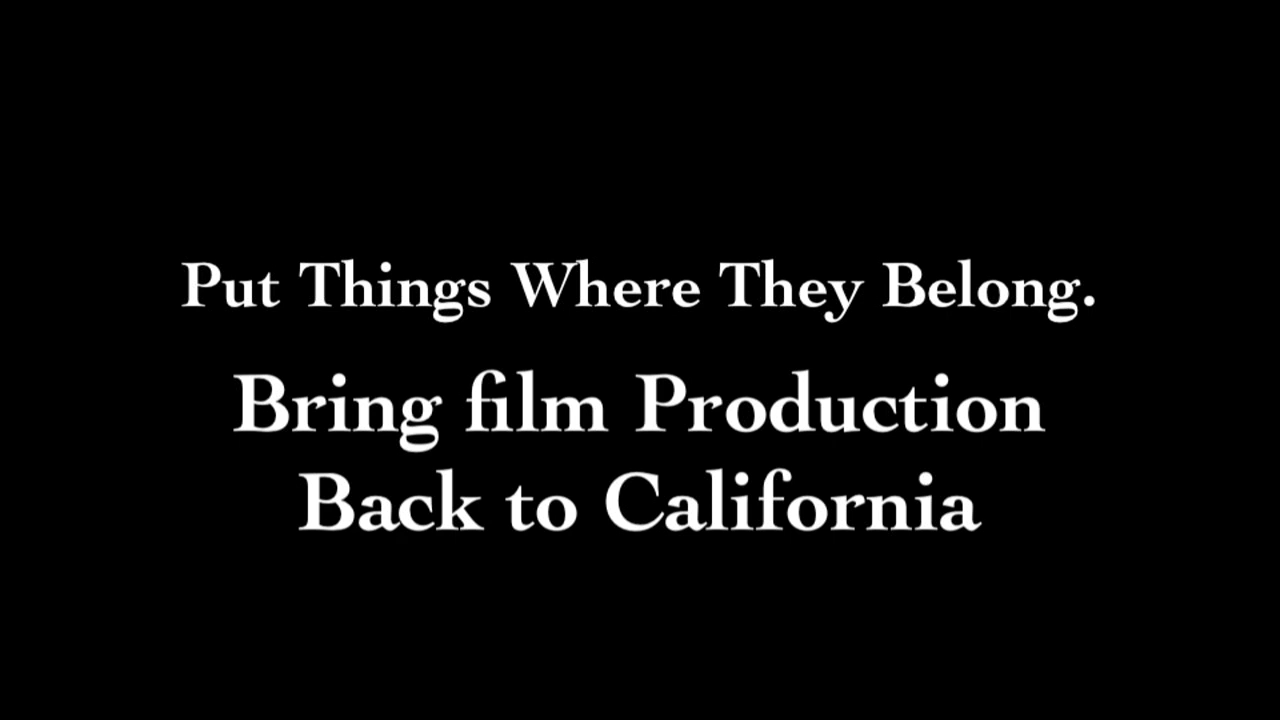 Put Things Where They Belong.
Bring film Production
Back to California